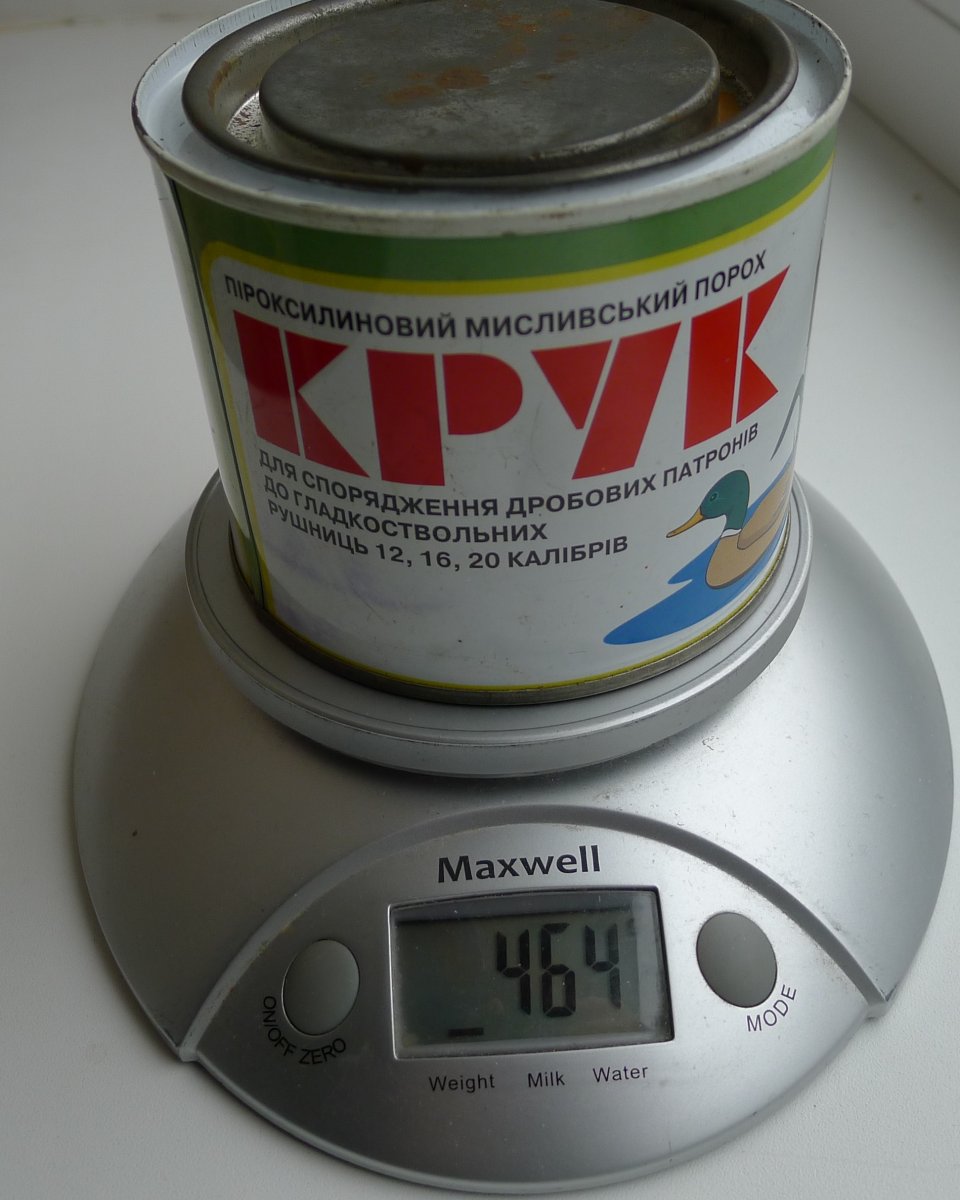 ПІРОКСИЛИНОВИЙ МИСЛИВСЬКИЙ ПОРОХ
КРУК
ДЛЯ СПОРЯДЖЕННЯ ДРОБОВИХ ПАТРОНІВ
ДО ГЛАДКОСТВОЛЬНИХ
РУШНИЦЬ 12, 16, 20 КАЛІБРІВ
Maxwell
464
ON/OFF ZERO
MODE
Weight Milk Water